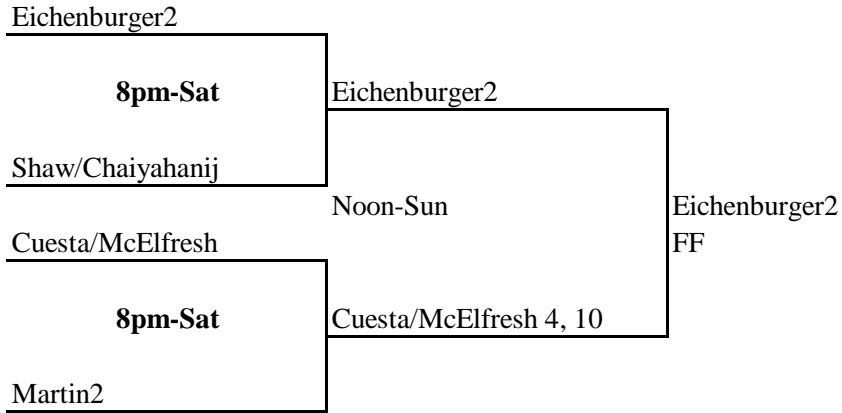 Eichenburger2
8pm-Sat
Eichenburger2
Shaw/Chaiyahanij
Noon-Sun
Eichenburger2
Cuesta/McElfresh
FF
8pm-Sat
Cuesta/McElfresh 4, 10
Martin2